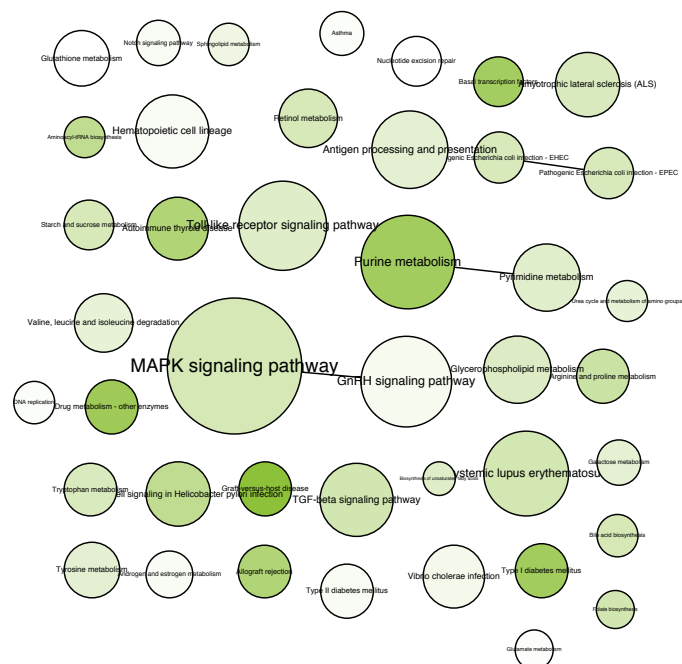 Asthma
Notch signaling pathway
Sphingolipid metabolism
Glutathione metabolism
Nucleotide excision repair
Basal transcription factors
Amyotrophic lateral sclerosis (ALS)
Retinol metabolism
Hematopoietic cell lineage
Aminoacyl-tRNA biosynthesis
Antigen processing and presentation
genic Escherichia coli infection - EHEC
Pathogenic Escherichia coli infection - EPEC
Starch and sucrose metabolism
Autoimmune thyroid disease
Toll-like receptor signaling pathway
Purine metabolism
Pyrimidine metabolism
Urea cycle and metabolism of amino groups
Valine, leucine and isoleucine degradation
MAPK signaling pathway
GnRH signaling pathway
Glycerophospholipid metabolism
Arginine and proline metabolism
DNA replication
Drug metabolism - other enzymes
Galactose metabolism
Biosynthesis of unsaturated fatty acids
ystemic lupus erythematosu
Tryptophan metabolism
ell signaling in Helicobacter pylori infection
Graft-versus-host disease
TGF-beta signaling pathway
Bile acid biosynthesis
Tyrosine metabolism
Androgen and estrogen metabolism
Allograft rejection
Type II diabetes mellitus
Vibrio cholerae infection
Type I diabetes mellitus
Folate biosynthesis
Glutamate metabolism